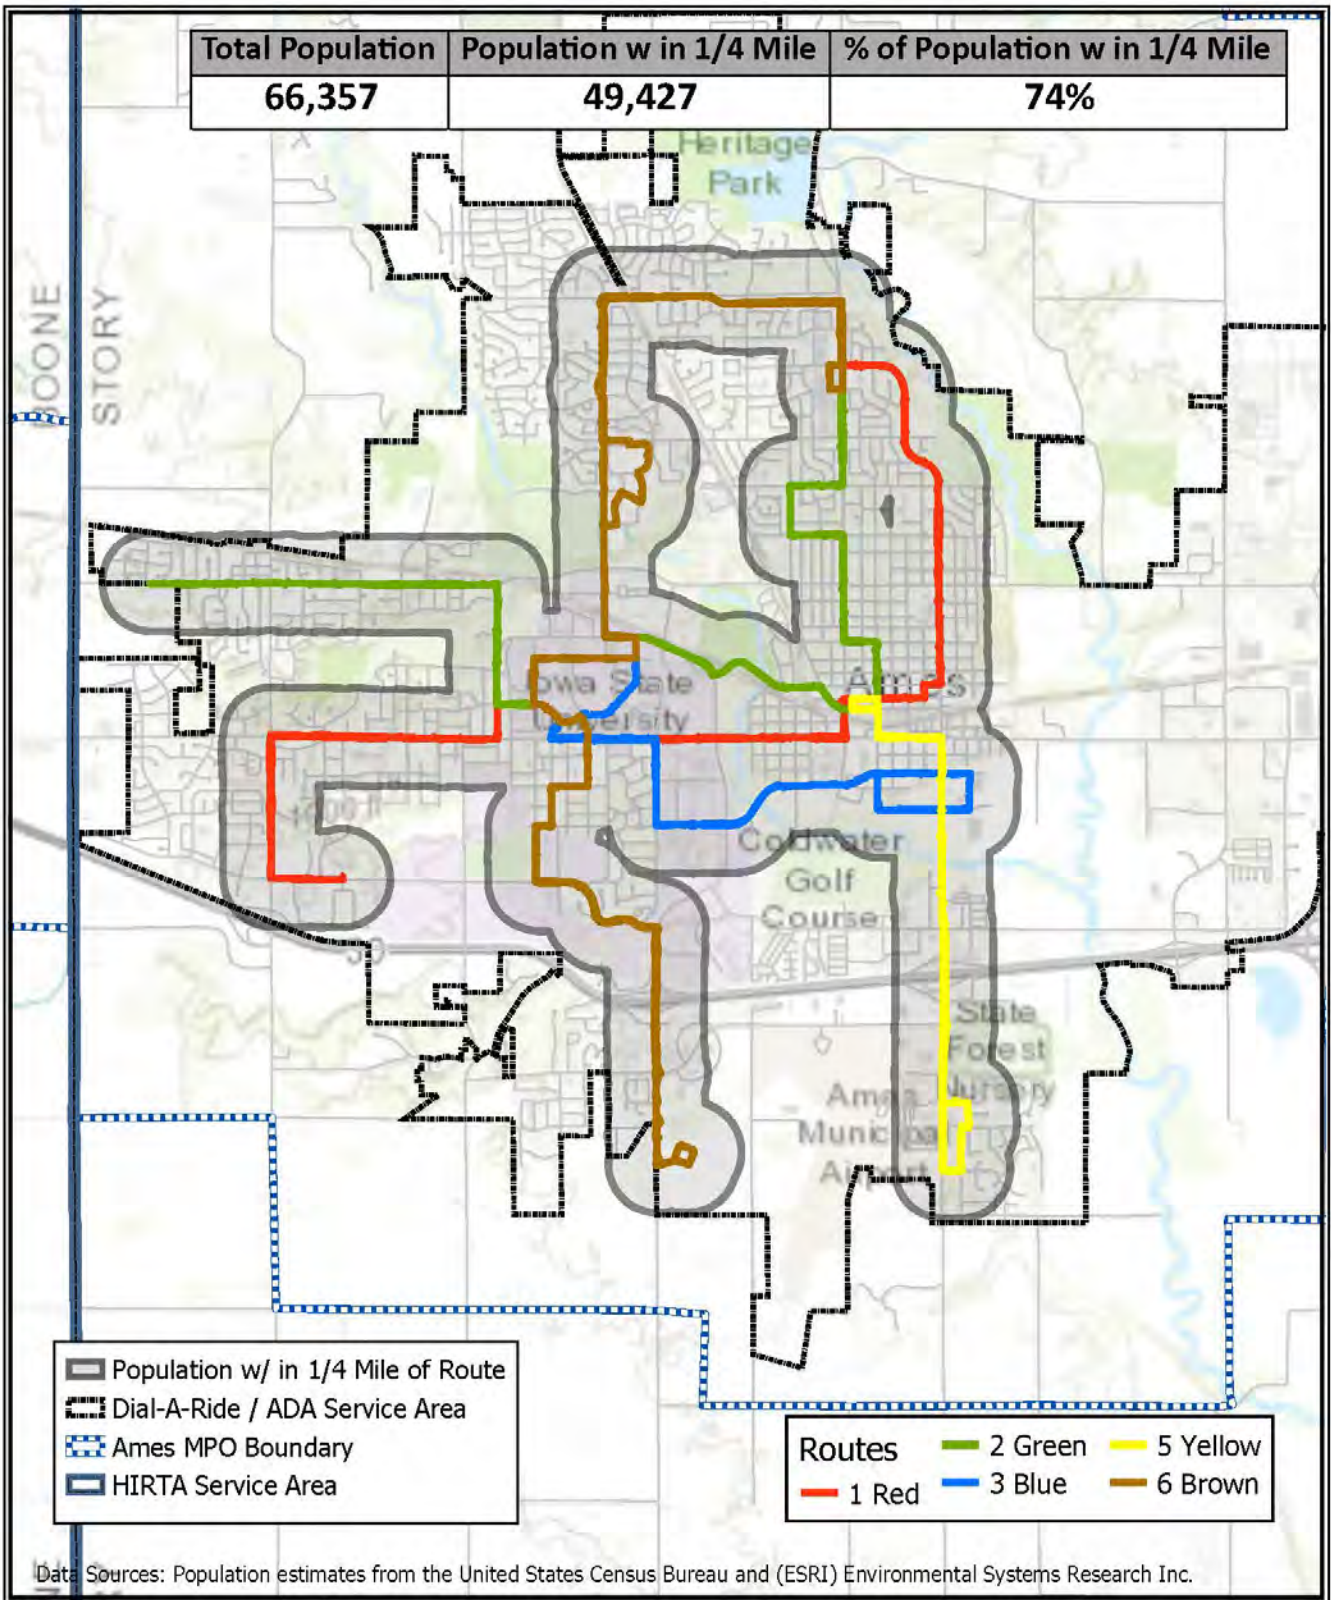 Total Population Population w in 1/4 Mile % of Population w in 1/4 Mile
66,357 49,427 74%
Heritage
Park
STORY
Iowa State
University
Ames
Coldwater
Golf
Course
30
State
Forest
Nursery
Ames
Municipal
Airport
Population w/ in 1/4 Mile of Route
Dial-A-Ride / ADA Service Area
Ames MPO Boundary
HIRTA Service Area
Routes
1 Red
2 Green
3 Blue
5 Yellow
6 Brown
Data Sources: Population estimates from the United States Census Bureau and (ESRI) Environmental Systems Research Inc.